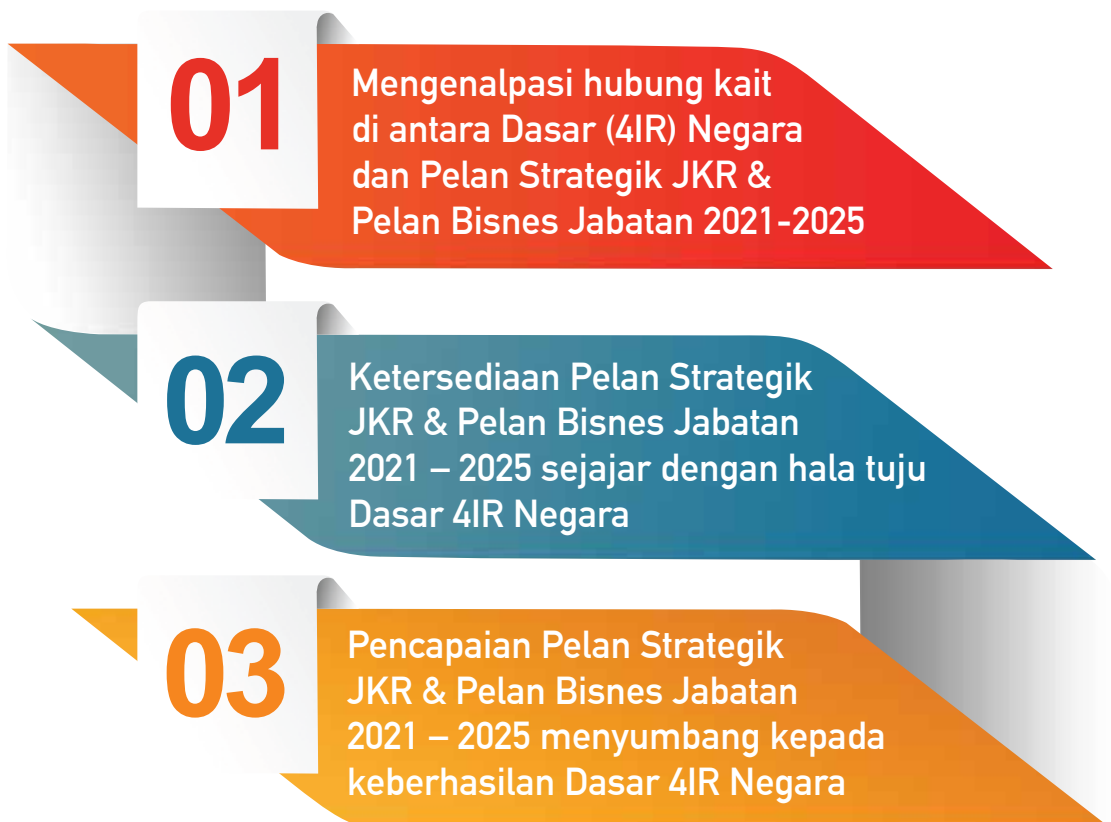 01
Mengenalpasi hubung kait
di antara Dasar (4IR) Negara
dan Pelan Strategik JKR &
Pelan Bisnes Jabatan 2021-2025
02
Ketersediaan Pelan Strategik
JKR & Pelan Bisnes Jabatan
2021 – 2025 sejajar dengan hala tuju
Dasar 4IR Negara
03
Pencapaian Pelan Strategik
JKR & Pelan Bisnes Jabatan
2021 – 2025 menyumbang kepada
keberhasilan Dasar 4IR Negara